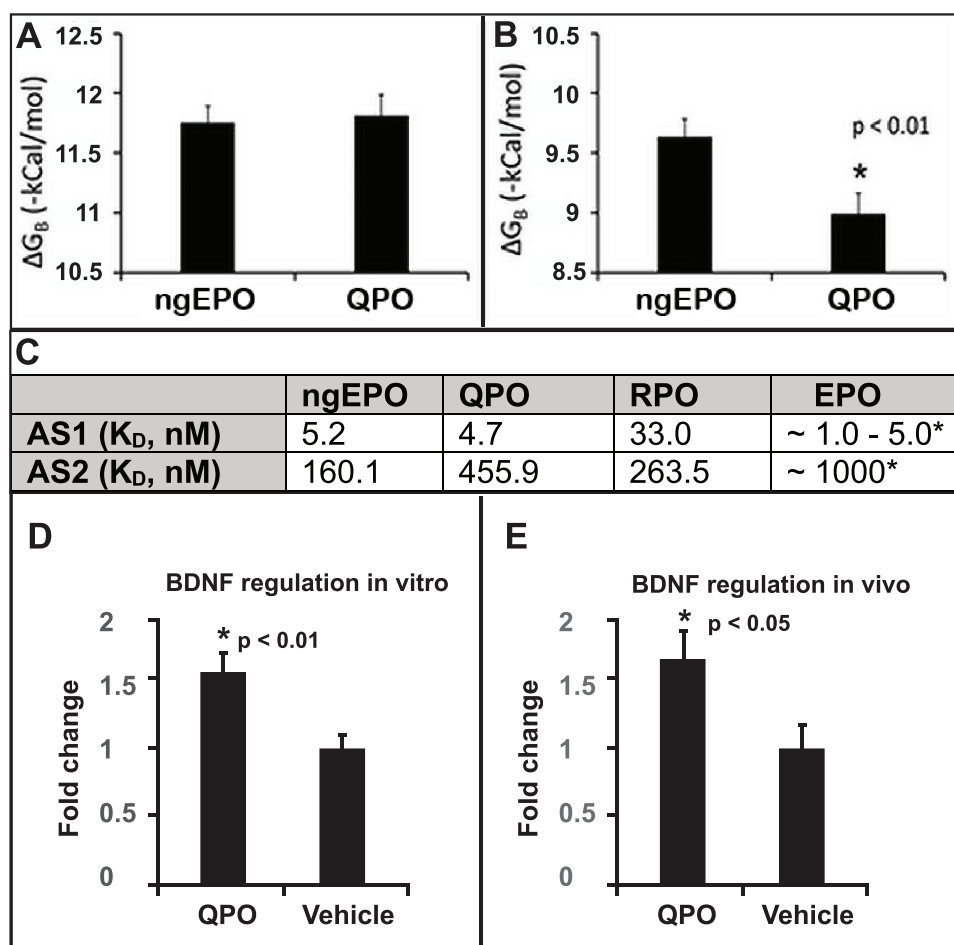 A
12.5
12
11.5
11
10.5
ΔG_B (-kCal/mol)
ngEPO QPO
B
10.5
10
9.5
9
8.5
ΔG_B (-kCal/mol)
p < 0.01
*
ngEPO QPO
C
ngEPO QPO RPO EPO
AS1 (K_D, nM) 5.2 4.7 33.0 ~ 1.0 - 5.0*
AS2 (K_D, nM) 160.1 455.9 263.5 ~ 1000*
D
BDNF regulation in vitro
2
1.5
1
0.5
0
Fold change
* p < 0.01
QPO Vehicle
E
BDNF regulation in vivo
2
1.5
1
0.5
0
Fold change
* p < 0.05
QPO Vehicle